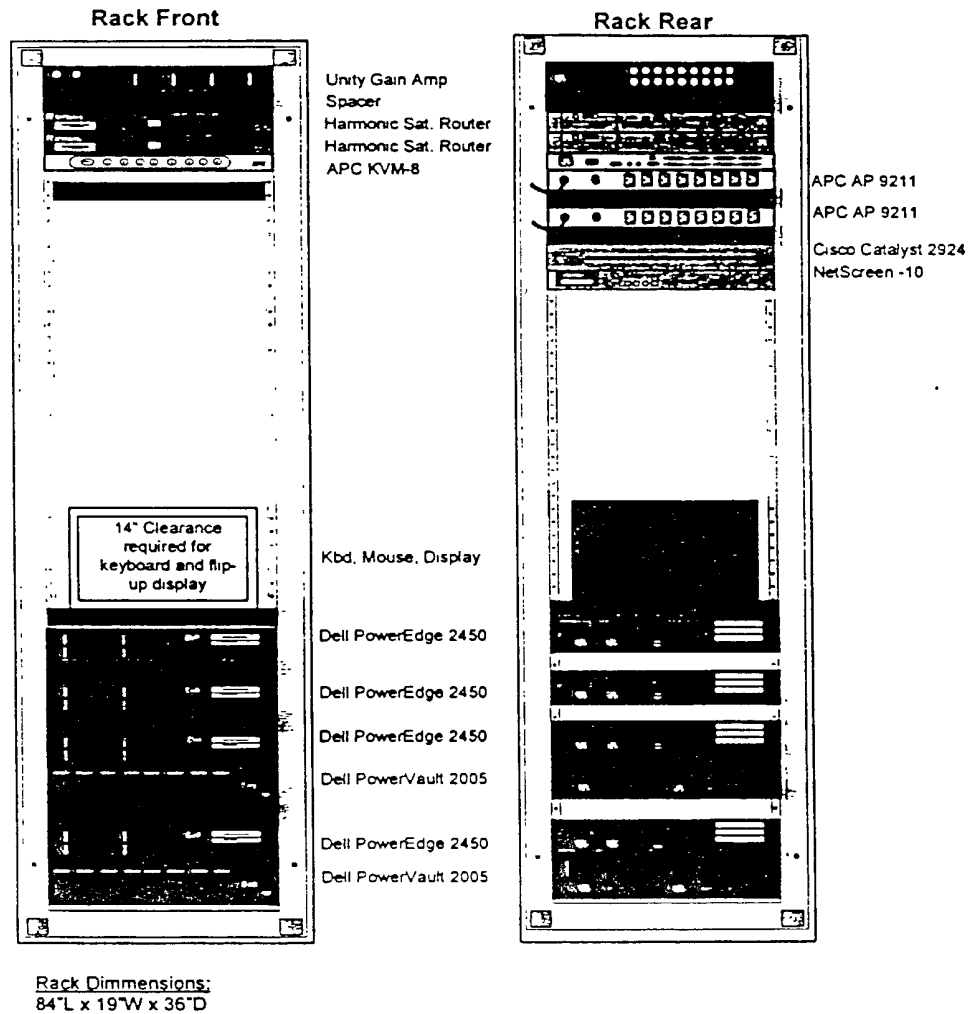 Rack Front
Rack Rear
Unity Gain Amp
Spacer
Harmonic Sat. Router
Harmonic Sat. Router
APC KVM-8
APC AP 9211
APC AP 9211
Cisco Catalyst 2924
NetScreen -10
14" Clearance
required for
keyboard and flip-
up display
Kbd, Mouse, Display
Dell PowerEdge 2450
Dell PowerEdge 2450
Dell PowerEdge 2450
Dell PowerVault 2005
Dell PowerEdge 2450
Dell PowerVault 2005
Rack Dimmensions:
84"L x 19"W x 36"D